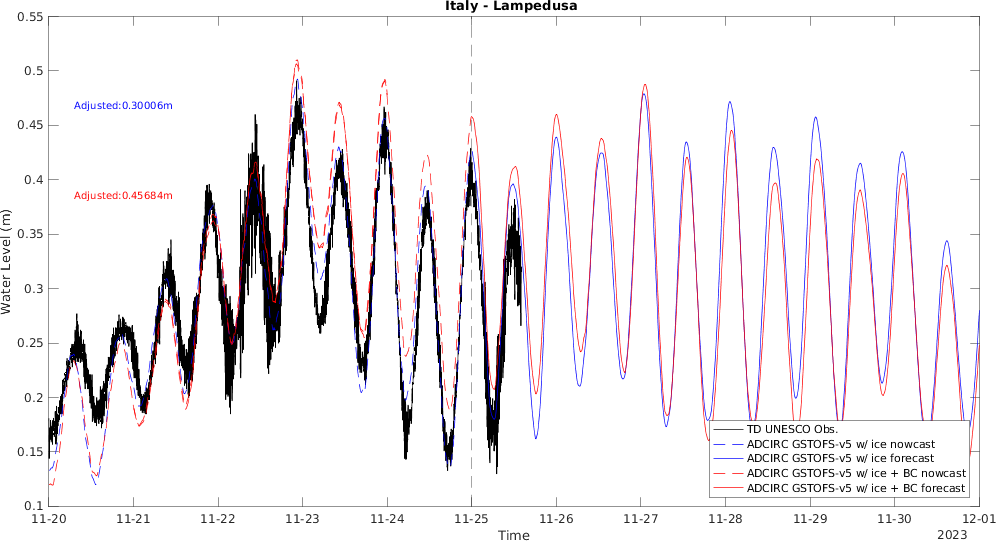 Italy - Lampedusa
0.55
0.5
0.45
0.4
0.35
0.3
0.25
0.2
0.15
0.1
Water Level (m)
Adjusted:0.30006m
Adjusted:0.45684m
TD UNESCO Obs.
ADCIRC GSTOFS-v5 w/ ice nowcast
ADCIRC GSTOFS-v5 w/ ice forecast
ADCIRC GSTOFS-v5 w/ ice + BC nowcast
ADCIRC GSTOFS-v5 w/ ice + BC forecast
11-20 11-21 11-22 11-23 11-24 11-25 11-26 11-27 11-28 11-29 11-30 12-01
Time
2023